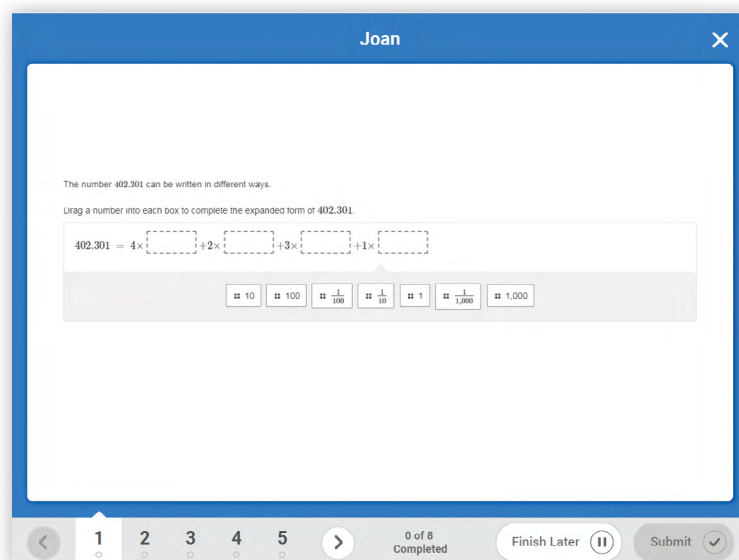 Joan
The number 402.301 can be written in different ways.
Drag a number into each box to complete the expanded form of 402.301.
402.301 = 4× +2× +3× +1×
10 100 1/100 1/10 1 1/1,000 1,000
1 2 3 4 5 0 of 8 Completed Finish Later Submit